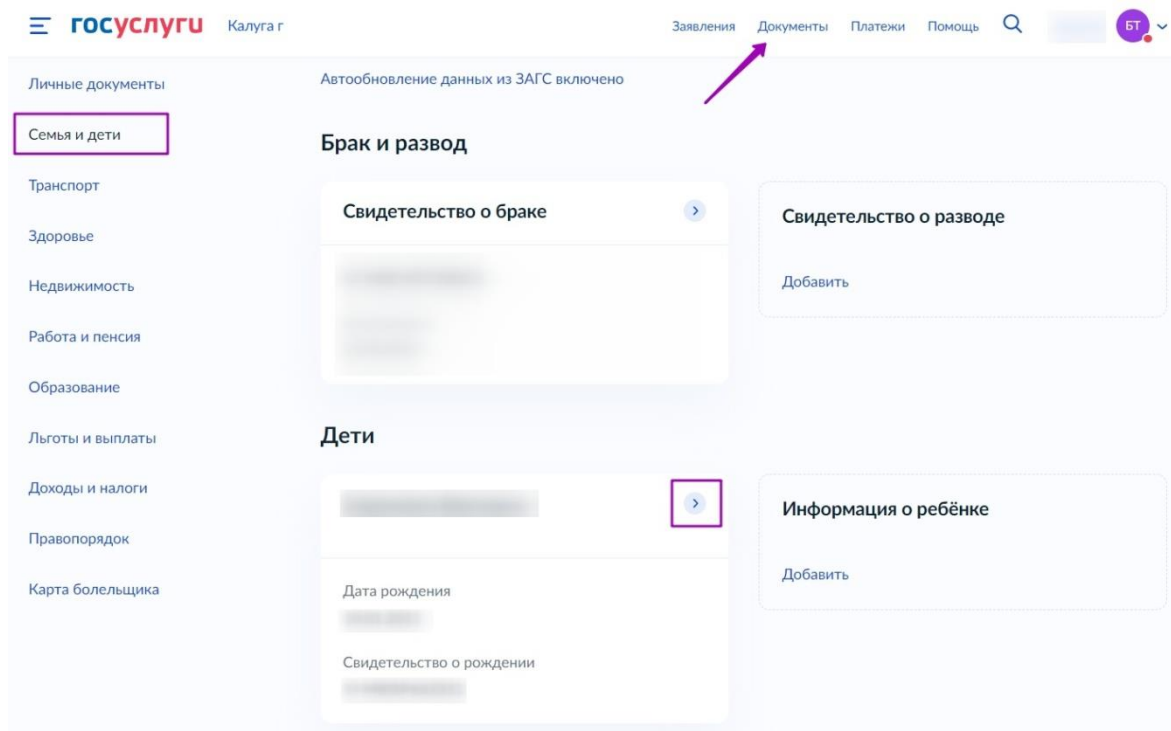 госуслуги
Калуга г
Заявления
Документы
Платежи
Помощь
БТ
Личные документы
Семья и дети
Транспорт
Здоровье
Недвижимость
Работа и пенсия
Образование
Льготы и выплаты
Доходы и налоги
Правопорядок
Карта болельщика
Автообновление данных из ЗАГС включено
Брак и развод
Свидетельство о браке
Свидетельство о разводе
Добавить
Дети
Дата рождения
Свидетельство о рождении
Информация о ребёнке
Добавить